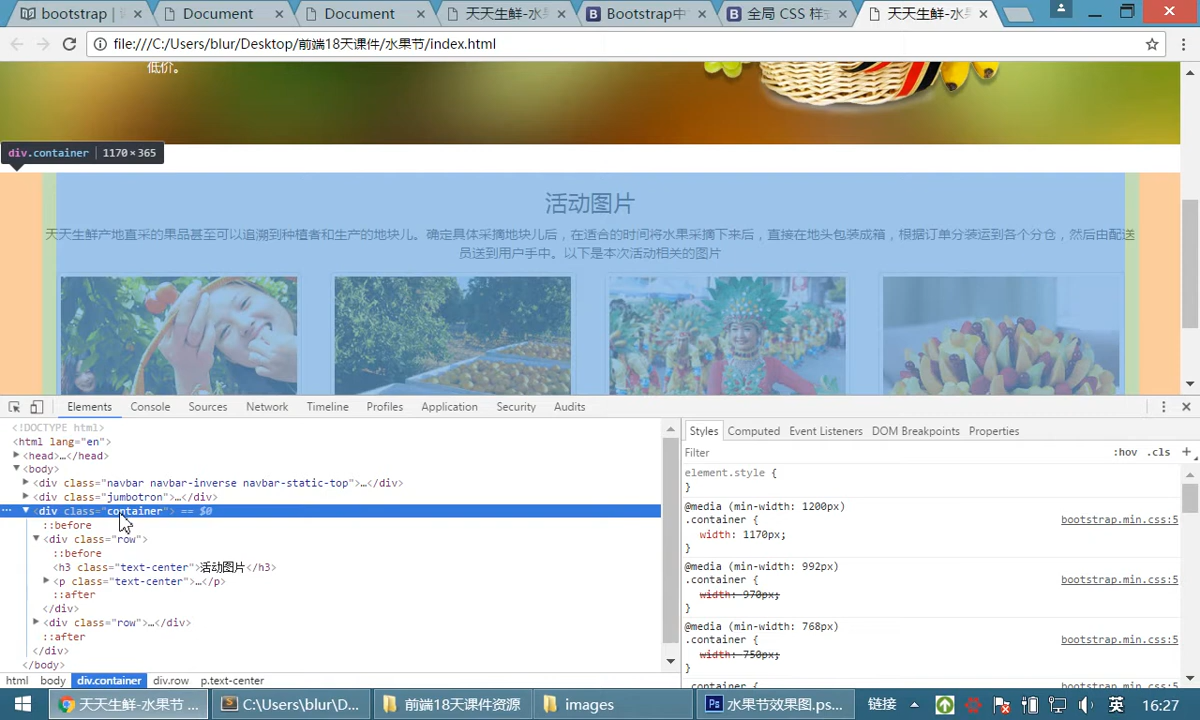 bootstrap |
Document
Document
天天生鲜-水
Bootstrap中
全局 CSS 样
天天生鲜-水
file:///C:/Users/blur/Desktop/前端18天课件/水果节/index.html
低价。
div.container | 1170×365
活动图片
天天生鲜产地直采的果品甚至可以追溯到种植者和生产的地块儿。确定具体采摘地块儿后，在适合的时间将水果采摘下来后，直接在地头包装成箱，根据订单分装运到各个分仓，然后由配送
员送到用户手中。以下是本次活动相关的图片
Elements Console Sources Network Timeline Profiles Application Security Audits
<!DOCTYPE html>
<html lang="en">
<head>…</head>
<body>
<div class="navbar navbar-inverse navbar-static-top">…</div>
<div class="jumbotron">…</div>
<div class="container"> == $0
::before
<div class="row">
::before
<h3 class="text-center">活动图片</h3>
<p class="text-center">…</p>
::after
</div>
<div class="row">…</div>
::after
</div>
</body>
html body div.container div.row p.text-center
Styles Computed Event Listeners DOM Breakpoints Properties
Filter :hov .cls +
element.style {
}
@media (min-width: 1200px)
.container { bootstrap.min.css:5
width: 1170px;
}
@media (min-width: 992px)
.container { bootstrap.min.css:5
width: 970px;
}
@media (min-width: 768px)
.container { bootstrap.min.css:5
width: 750px;
}
.container { bootstrap.min.css:5
天天生鲜-水果节 ...
C:\Users\blur\D...
前端18天课件资源
images
水果节效果图.ps...
链接
英
16:27